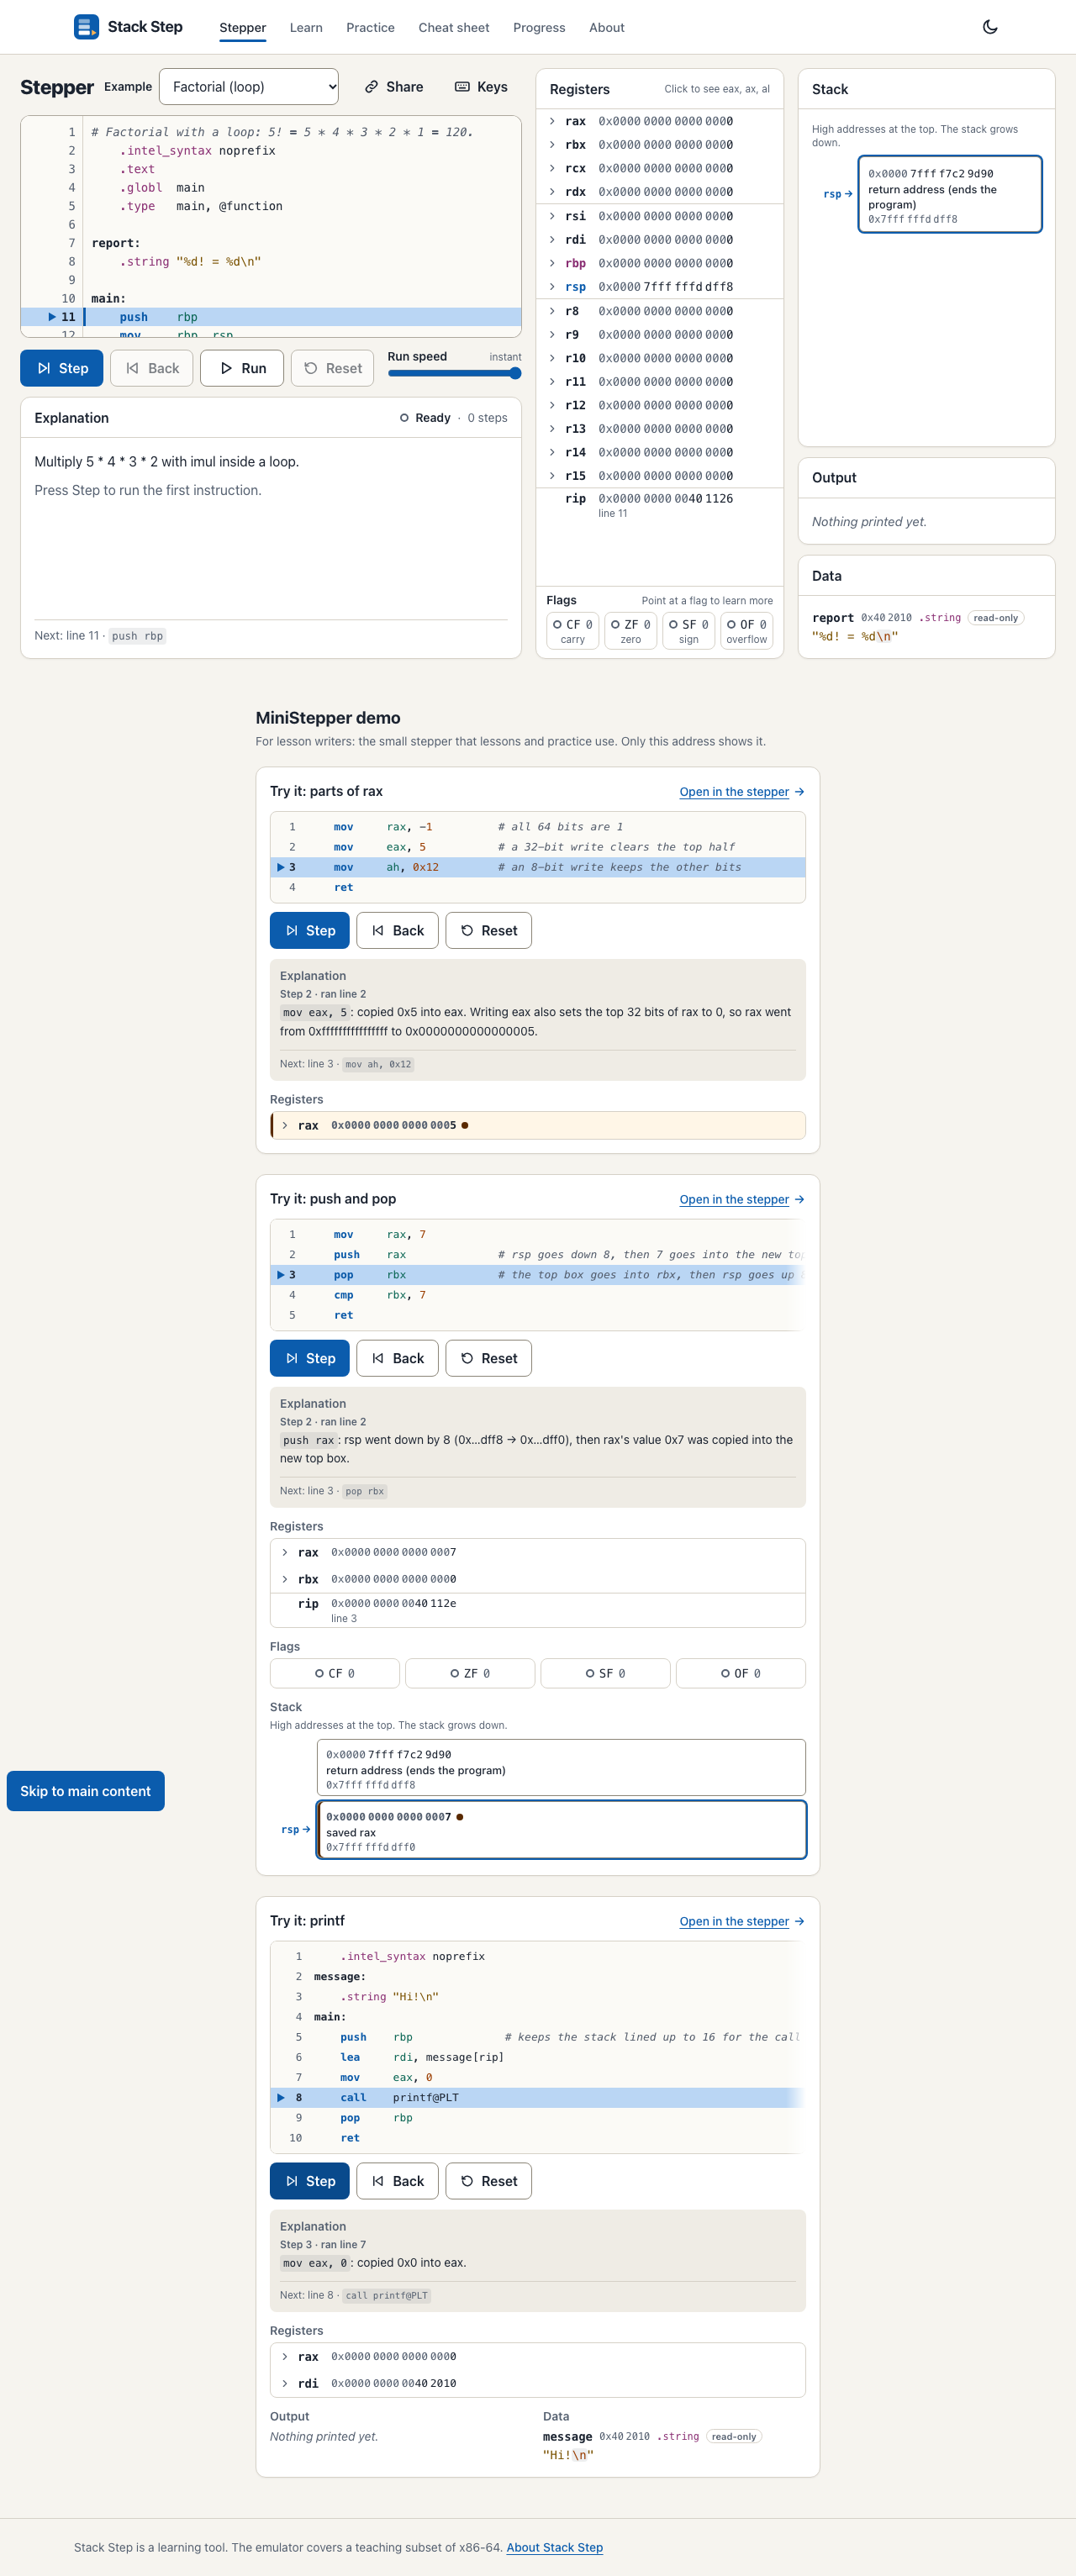 Stack Step
Stepper Learn Practice Cheat sheet Progress About
Stepper Example Factorial (loop) Share Keys
1 # Factorial with a loop: 5! = 5 * 4 * 3 * 2 * 1 = 120.
2 .intel_syntax noprefix
3 .text
4 .globl main
5 .type main, @function
6
7 report:
8 .string "%d! = %d\n"
9
10 main:
11 push rbp
12 mov rbp, rsp
Step Back Run Reset Run speed instant
Explanation Ready · 0 steps
Multiply 5 * 4 * 3 * 2 with imul inside a loop.
Press Step to run the first instruction.
Next: line 11 · push rbp
Registers Click to see eax, ax, al
rax 0x0000 0000 0000 0000
rbx 0x0000 0000 0000 0000
rcx 0x0000 0000 0000 0000
rdx 0x0000 0000 0000 0000
rsi 0x0000 0000 0000 0000
rdi 0x0000 0000 0000 0000
rbp 0x0000 0000 0000 0000
rsp 0x0000 7fff fffd dff8
r8 0x0000 0000 0000 0000
r9 0x0000 0000 0000 0000
r10 0x0000 0000 0000 0000
r11 0x0000 0000 0000 0000
r12 0x0000 0000 0000 0000
r13 0x0000 0000 0000 0000
r14 0x0000 0000 0000 0000
r15 0x0000 0000 0000 0000
rip 0x0000 0000 0040 1126
line 11
Flags Point at a flag to learn more
CF 0 ZF 0 SF 0 OF 0
carry zero sign overflow
Stack
High addresses at the top. The stack grows
down.
0x0000 7fff f7c2 9d90
rsp → return address (ends the
program)
0x7fff fffd dff8
Output
Nothing printed yet.
Data
report 0x40 2010 .string read-only
"%d! = %d\n"
MiniStepper demo
For lesson writers: the small stepper that lessons and practice use. Only this address shows it.
Try it: parts of rax Open in the stepper →
1 mov rax, -1 # all 64 bits are 1
2 mov eax, 5 # a 32-bit write clears the top half
3 mov ah, 0x12 # an 8-bit write keeps the other bits
4 ret
Step Back Reset
Explanation
Step 2 · ran line 2
mov eax, 5 : copied 0x5 into eax. Writing eax also sets the top 32 bits of rax to 0, so rax went
from 0xffffffffffffffff to 0x0000000000000005.
Next: line 3 · mov ah, 0x12
Registers
rax 0x0000 0000 0000 0005
Try it: push and pop Open in the stepper →
1 mov rax, 7
2 push rax # rsp goes down 8, then 7 goes into the new top
3 pop rbx # the top box goes into rbx, then rsp goes up 8
4 cmp rbx, 7
5 ret
Step Back Reset
Explanation
Step 2 · ran line 2
push rax : rsp went down by 8 (0x…dff8 → 0x…dff0), then rax's value 0x7 was copied into the
new top box.
Next: line 3 · pop rbx
Registers
rax 0x0000 0000 0000 0007
rbx 0x0000 0000 0000 0000
rip 0x0000 0000 0040 112e
line 3
Flags
CF 0 ZF 0 SF 0 OF 0
Stack
High addresses at the top. The stack grows down.
0x0000 7fff f7c2 9d90
return address (ends the program)
0x7fff fffd dff8
0x0000 0000 0000 0007
rsp → saved rax
0x7fff fffd dff0
Skip to main content
Try it: printf Open in the stepper →
1 .intel_syntax noprefix
2 message:
3 .string "Hi!\n"
4 main:
5 push rbp # keeps the stack lined up to 16 for the call
6 lea rdi, message[rip]
7 mov eax, 0
8 call printf@PLT
9 pop rbp
10 ret
Step Back Reset
Explanation
Step 3 · ran line 7
mov eax, 0 : copied 0x0 into eax.
Next: line 8 · call printf@PLT
Registers
rax 0x0000 0000 0000 0000
rdi 0x0000 0000 0040 2010
Output Data
Nothing printed yet. message 0x40 2010 .string read-only
"Hi!\n"
Stack Step is a learning tool. The emulator covers a teaching subset of x86-64. About Stack Step